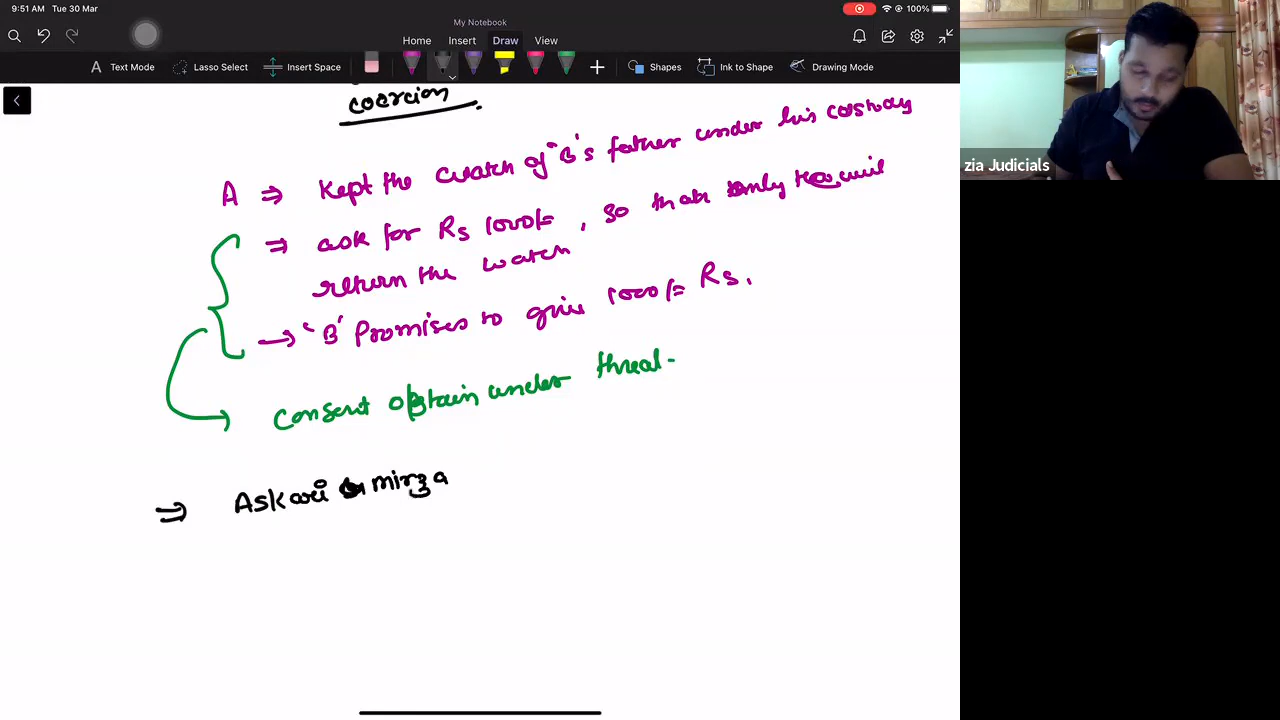 9:51 AM Tue 30 Mar
100%
My Notebook
Home Insert Draw View
Text Mode Lasso Select Insert Space Shapes Ink to Shape Drawing Mode
coercion
A ⇒ Kept the watch of "B's father under his custody
⇒ ask for Rs 1000/=, so that only he will
return the watch
→ 'B' Promises to give 1000/= Rs.
Consent obtain under threat-
⇒ Askari mirza
zia Judicials